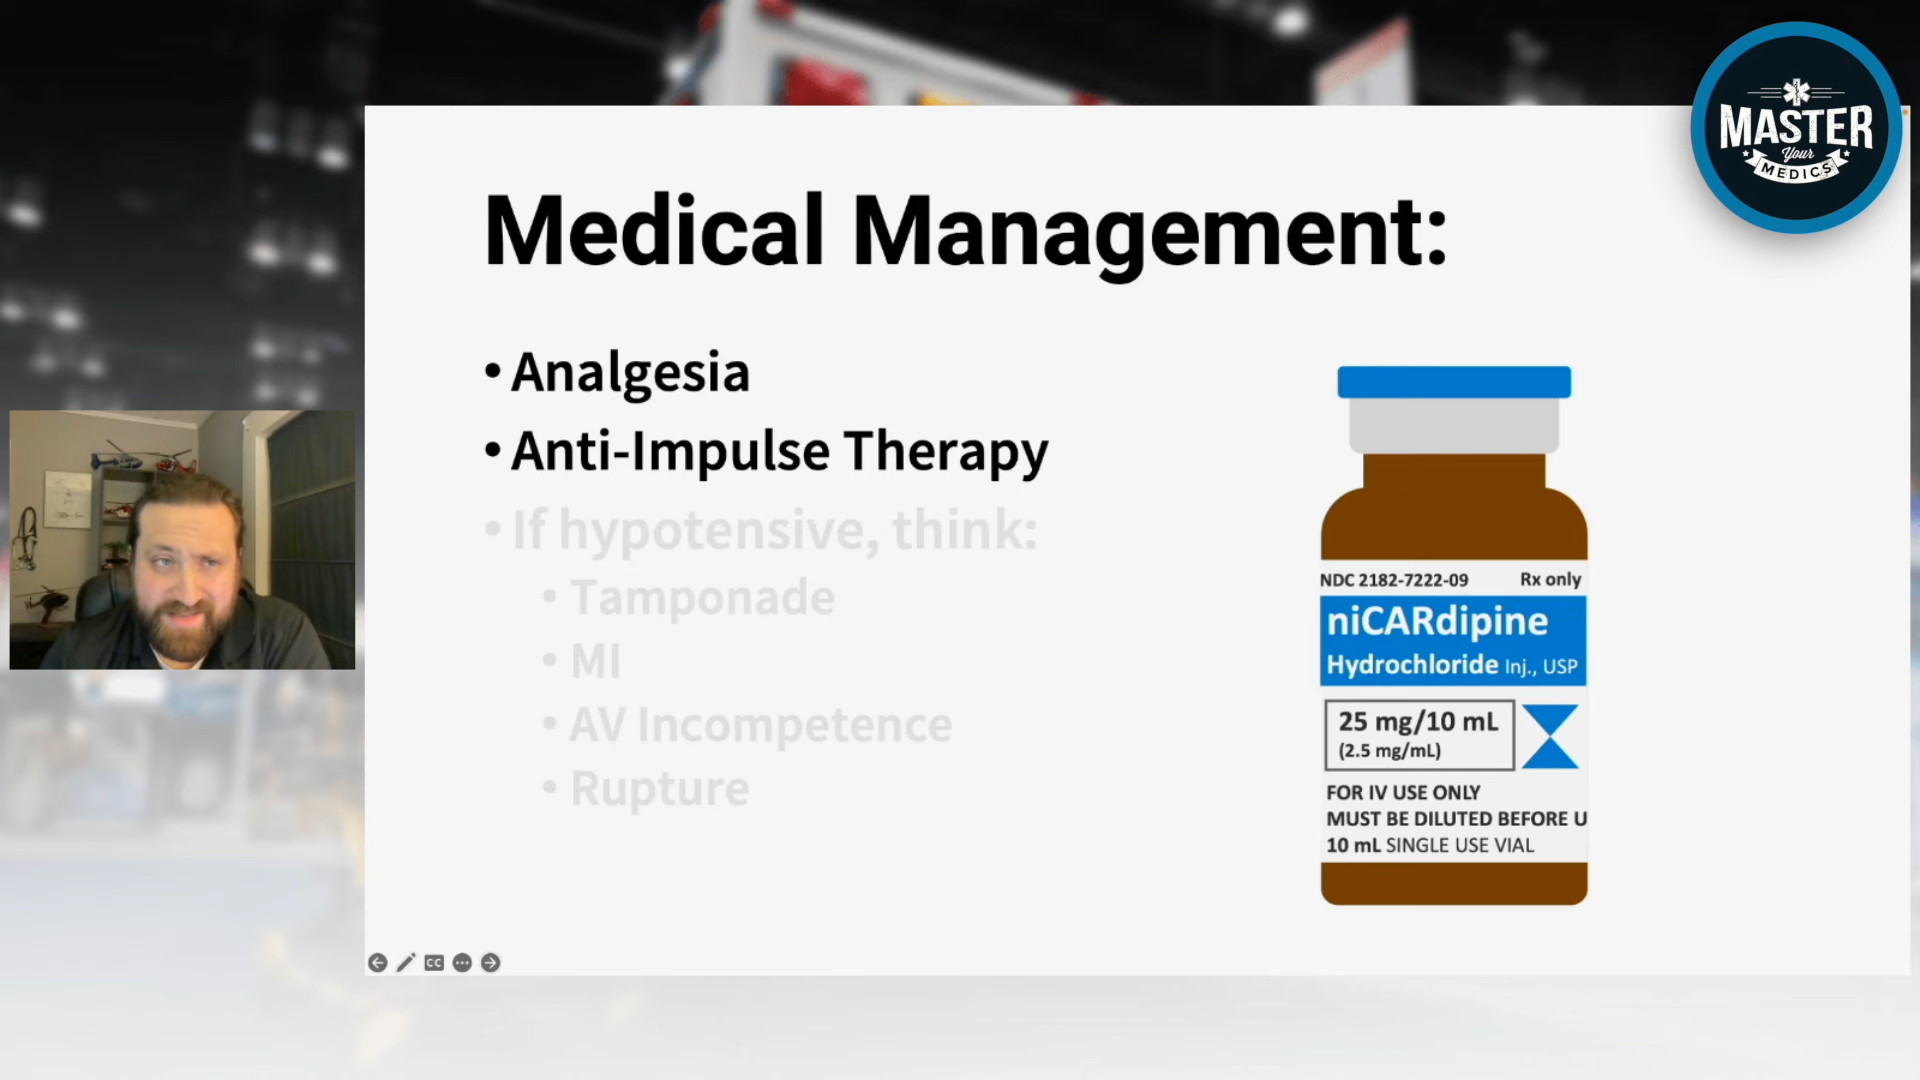 MASTER
Your
MEDICS
Medical Management:
• Analgesia
• Anti-Impulse Therapy
• If hypotensive, think:
• Tamponade
• MI
• AV Incompetence
• Rupture
NDC 2182-7222-09 Rx only
niCARdipine
Hydrochloride Inj., USP
25 mg/10 mL
(2.5 mg/mL)
FOR IV USE ONLY
MUST BE DILUTED BEFORE U
10 mL SINGLE USE VIAL
CC